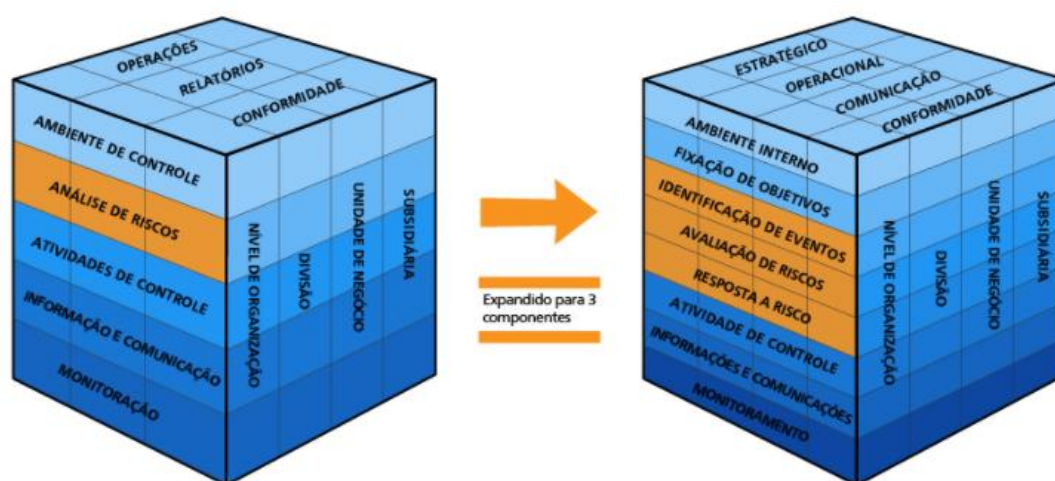 OPERAÇÕES
RELATÓRIOS
CONFORMIDADE
AMBIENTE DE CONTROLE
ANÁLISE DE RISCOS
ATIVIDADES DE CONTROLE
INFORMAÇÃO E COMUNICAÇÃO
MONITORAÇÃO
NÍVEL DE ORGANIZAÇÃO
DIVISÃO
UNIDADE DE NEGÓCIO
SUBSIDIÁRIA
Expandido para 3
componentes
ESTRATÉGICO
OPERACIONAL
COMUNICAÇÃO
CONFORMIDADE
AMBIENTE INTERNO
FIXAÇÃO DE OBJETIVOS
IDENTIFICAÇÃO DE EVENTOS
AVALIAÇÃO DE RISCOS
RESPOSTA A RISCO
ATIVIDADE DE CONTROLE
INFORMAÇÕES E COMUNICAÇÕES
MONITORAMENTO
NÍVEL DE ORGANIZAÇÃO
DIVISÃO
UNIDADE DE NEGÓCIO
SUBSIDIÁRIA